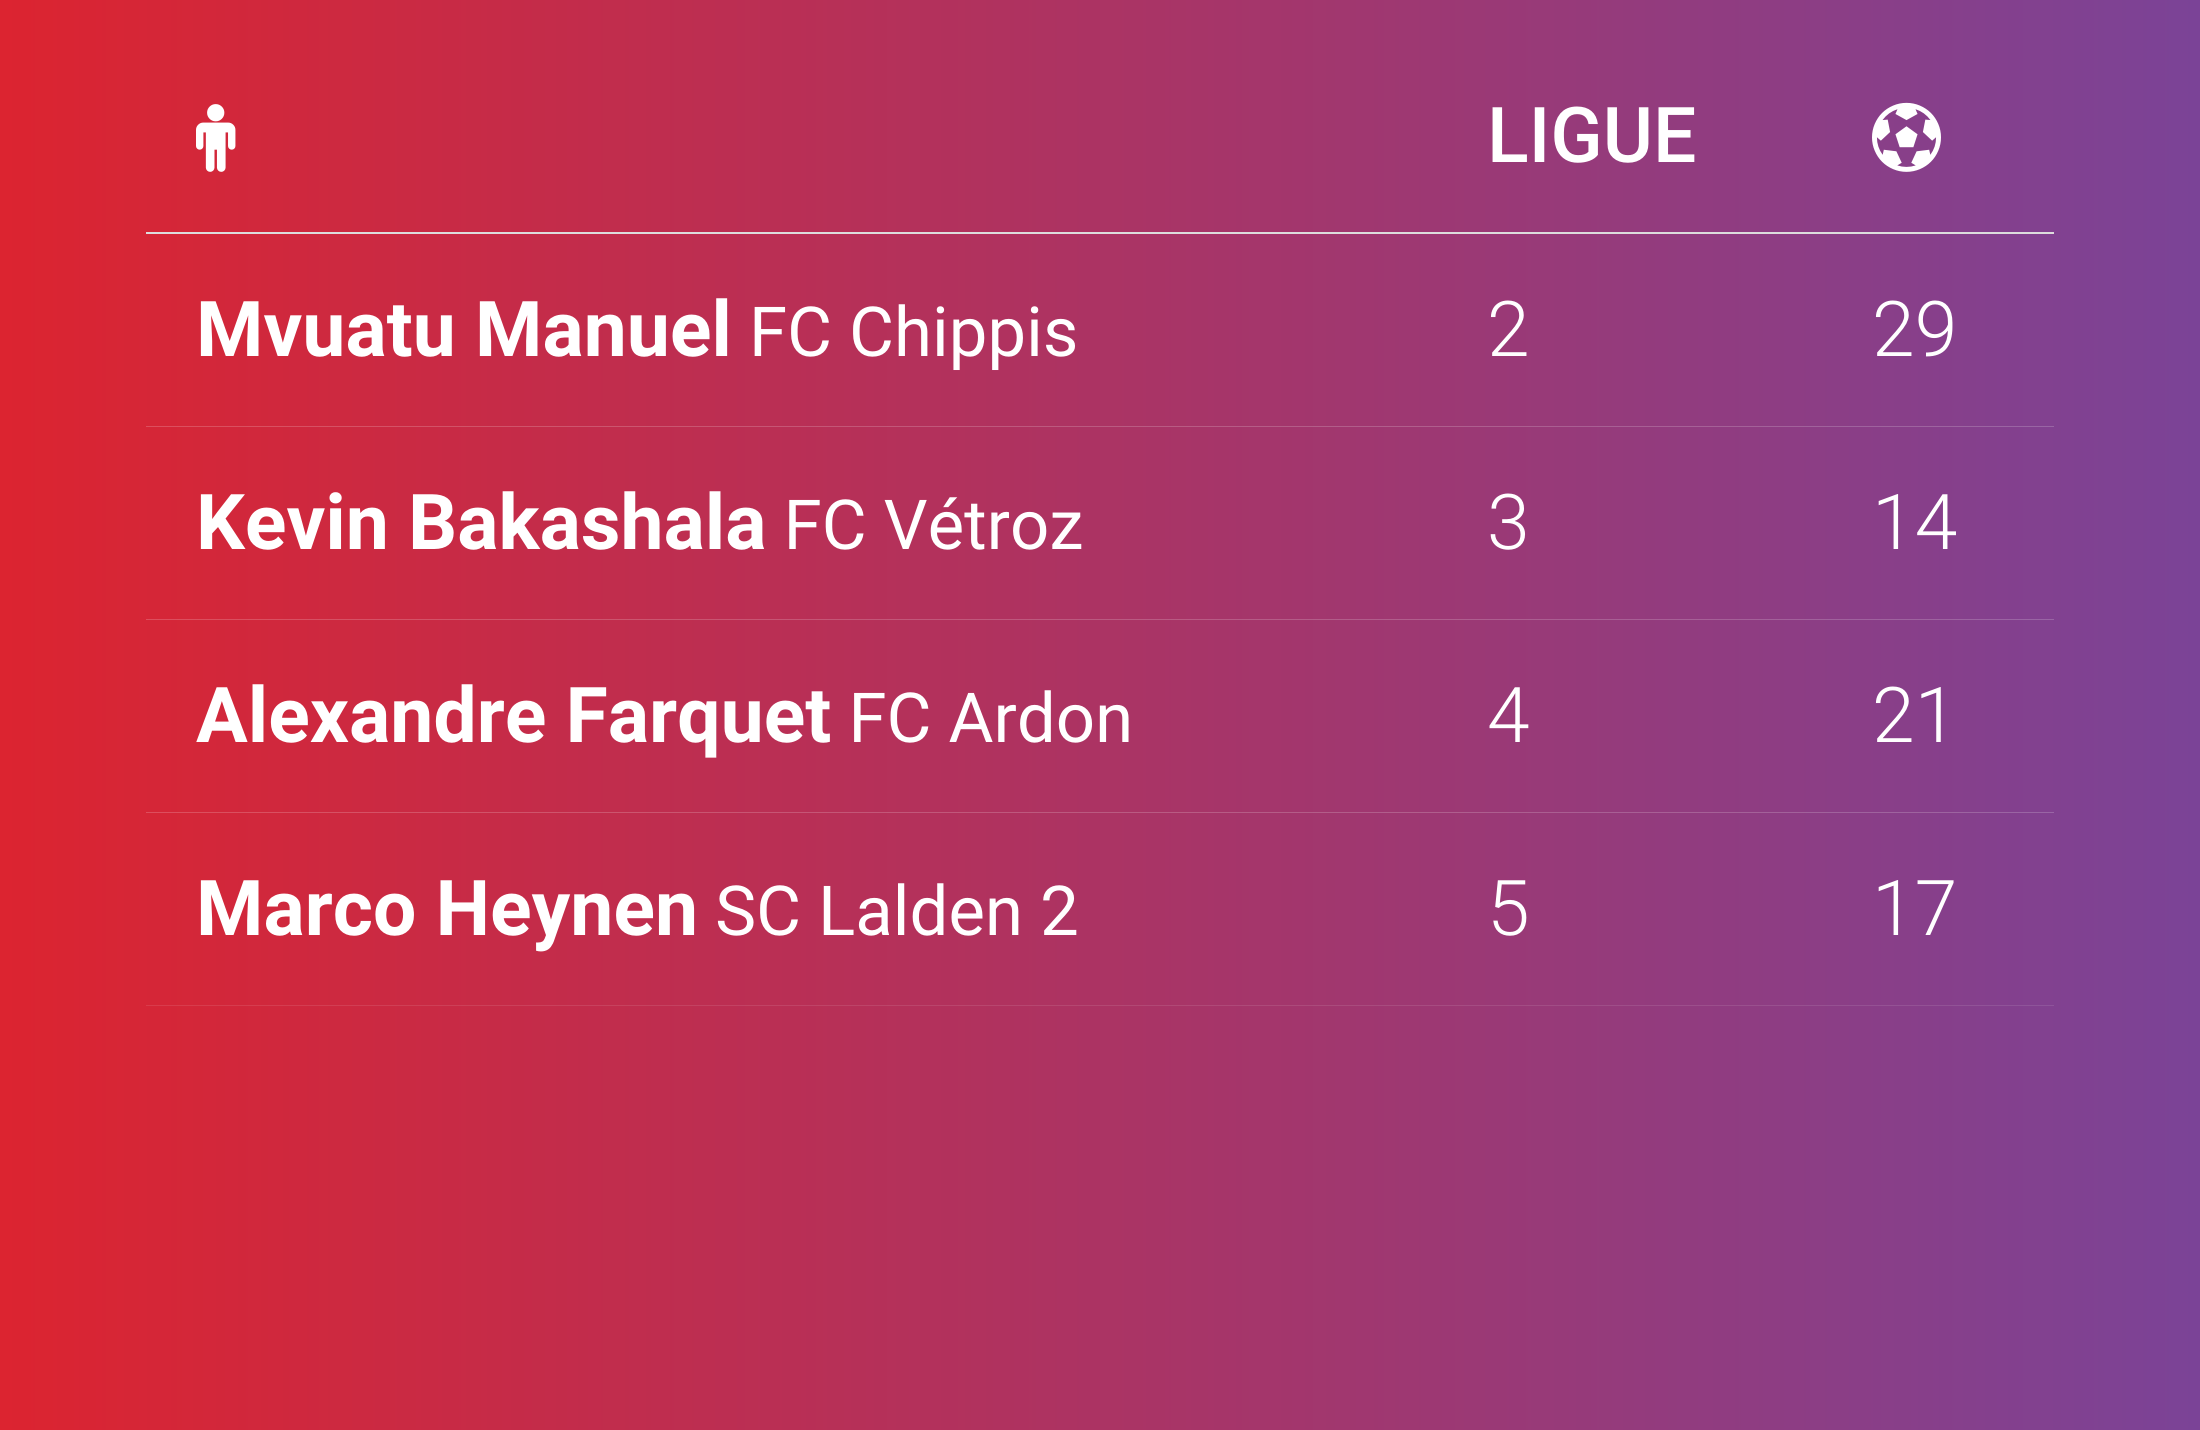 LIGUE
Mvuatu Manuel FC Chippis 2 29
Kevin Bakashala FC Vétroz 3 14
Alexandre Farquet FC Ardon 4 21
Marco Heynen SC Lalden 2 5 17